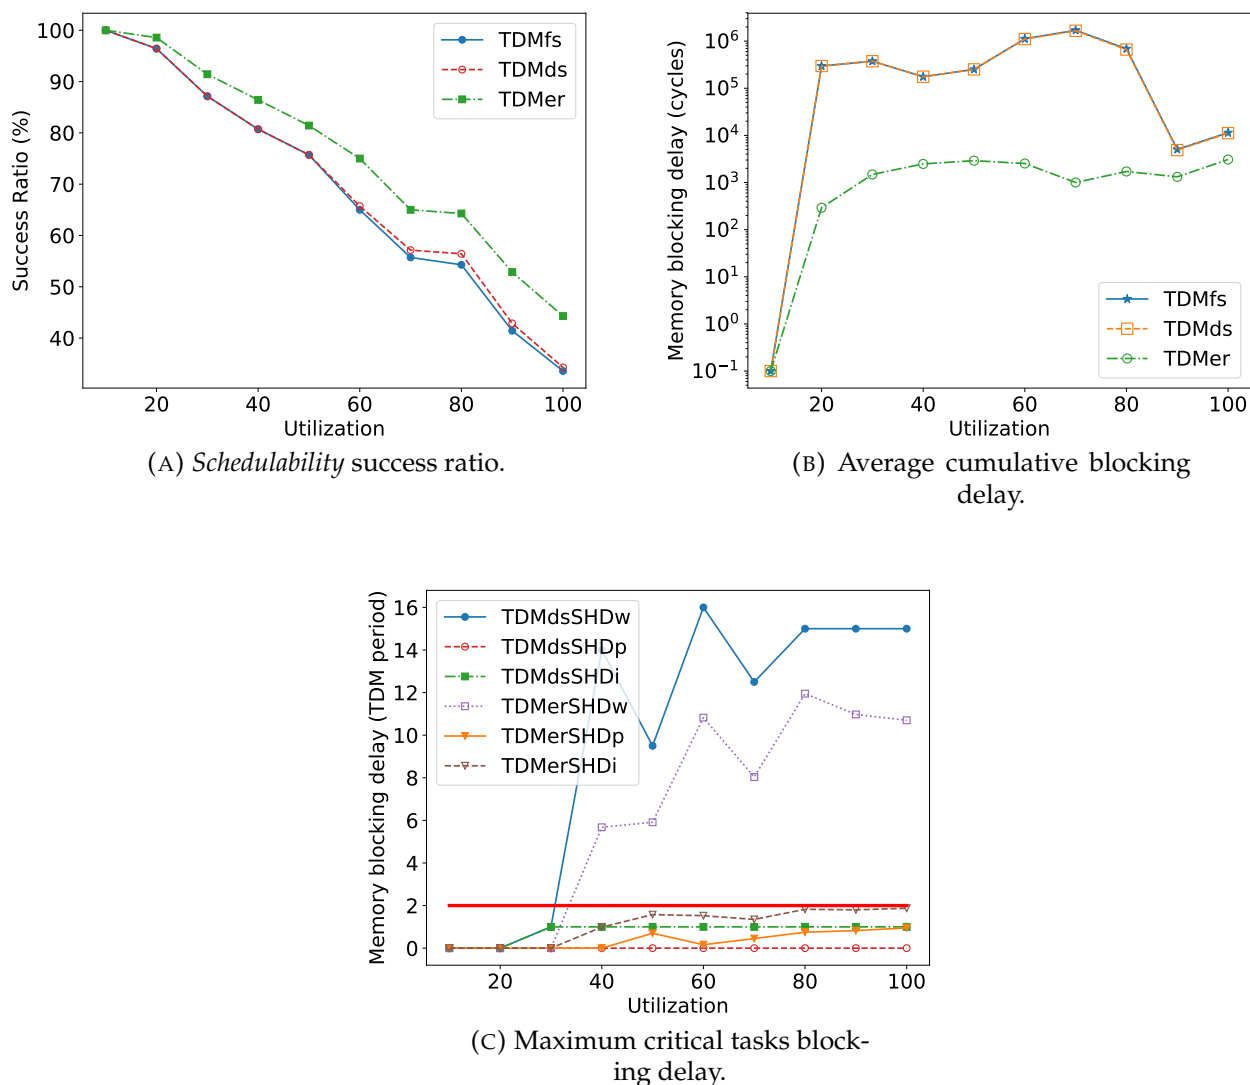 100
90
80
70
60
50
40
Success Ratio (%)
TDMfs
TDMds
TDMer
20 40 60 80 100
Utilization
(A) Schedulability success ratio.
10^6
10^5
10^4
10^3
10^2
10^1
10^0
10^−1
Memory blocking delay (cycles)
TDMfs
TDMds
TDMer
20 40 60 80 100
Utilization
(B) Average cumulative blocking
delay.
16
14
12
10
8
6
4
2
0
Memory blocking delay (TDM period)
TDMdsSHDw
TDMdsSHDp
TDMdsSHDi
TDMerSHDw
TDMerSHDp
TDMerSHDi
20 40 60 80 100
Utilization
(C) Maximum critical tasks block-
ing delay.